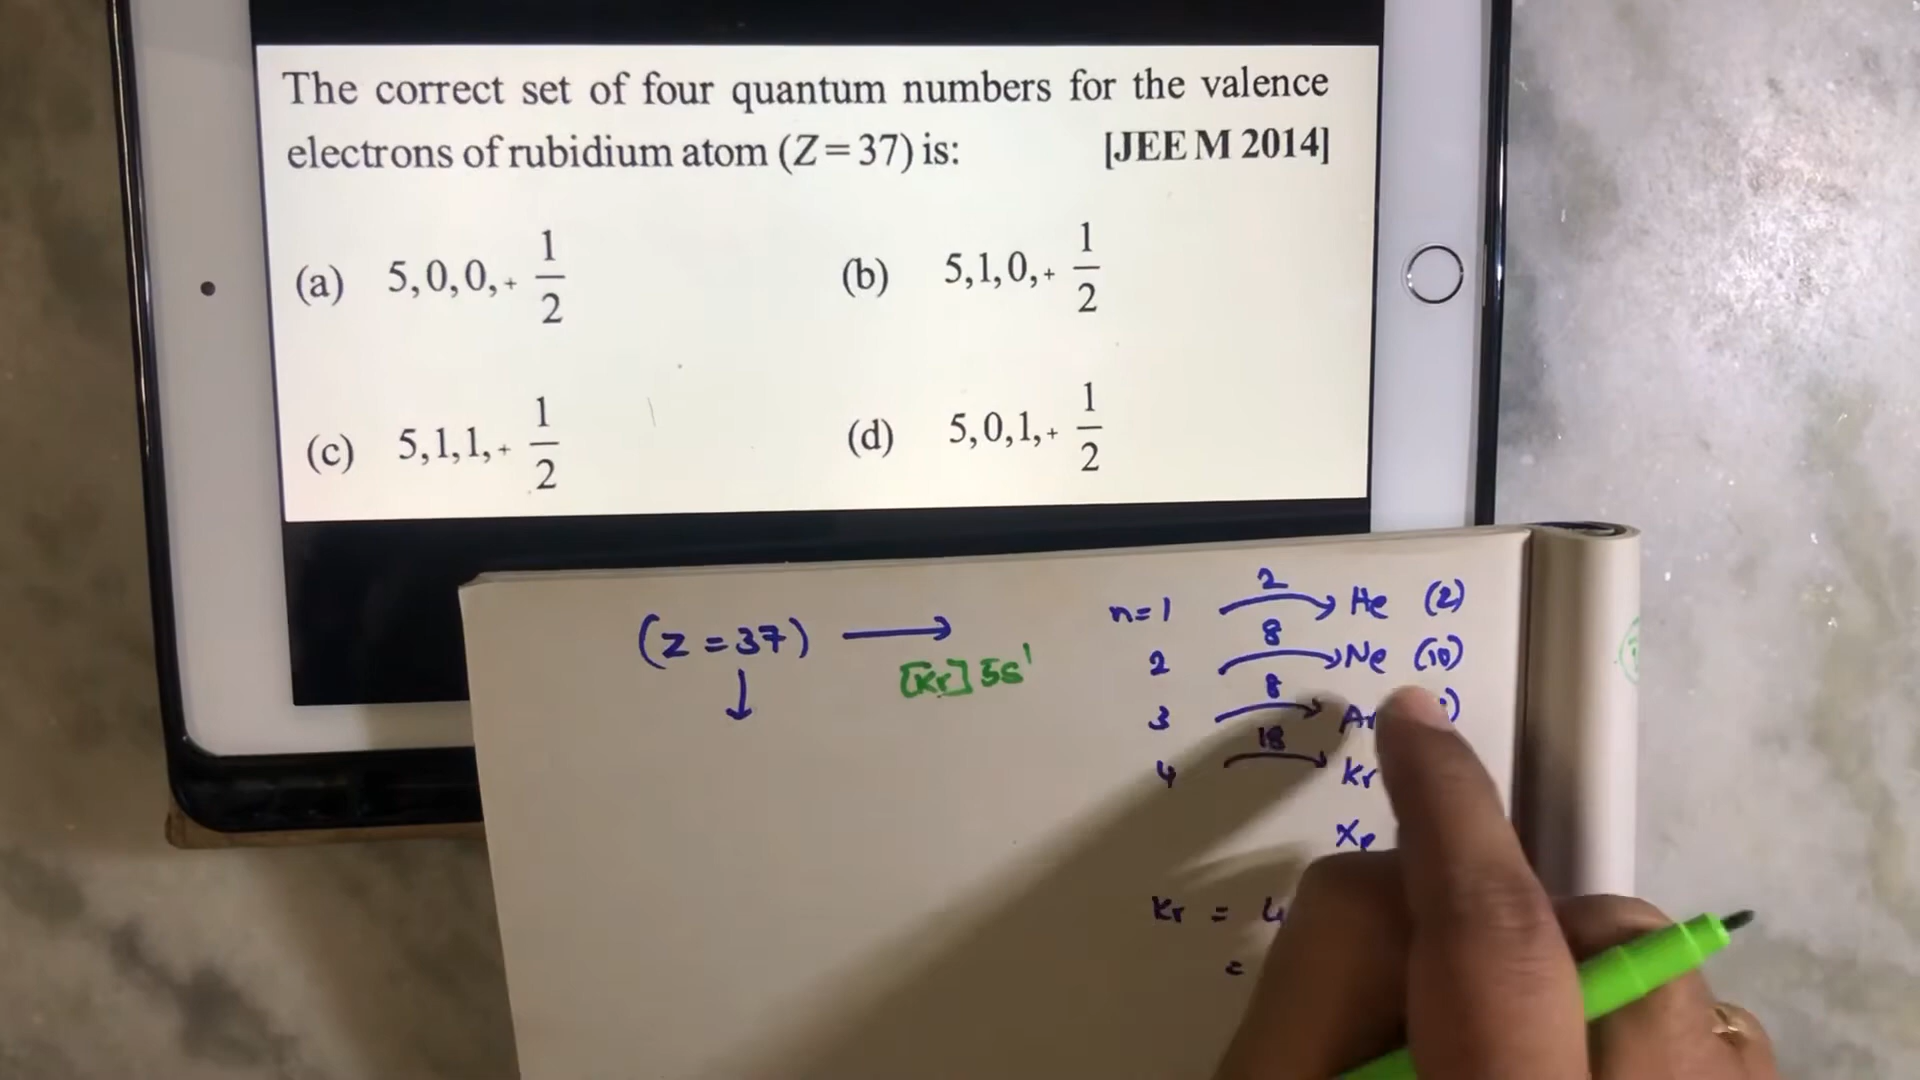 The correct set of four quantum numbers for the valence
electrons of rubidium atom (Z=37) is: [JEE M 2014]
(a) 5,0,0,+ 1/2 (b) 5,1,0,+ 1/2
(c) 5,1,1,+ 1/2 (d) 5,0,1,+ 1/2
(Z=37) → [Kr] 5s¹
↓
n=1 2 → He (2)
2 8 → Ne (10)
3 8 → Ar
4 18 → Kr
Xe
Kr = 4
=